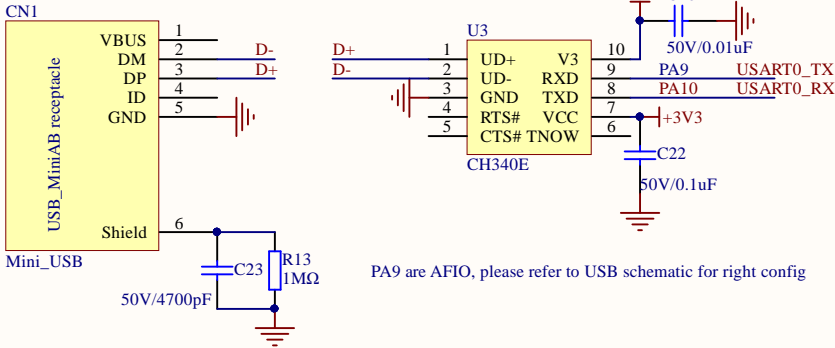 CN1
VBUS 1
DM 2 D-
DP 3 D+
ID 4
GND 5
USB_MiniAB receptacle
Shield 6
Mini_USB
C23
50V/4700pF
R13
1MΩ
U3
D+ 1 UD+ V3 10
D- 2 UD- RXD 9 PA9 USART0_TX
3 GND TXD 8 PA10 USART0_RX
4 RTS# VCC 7 +3V3
5 CTS# TNOW 6
CH340E
50V/0.01uF
C22
50V/0.1uF
PA9 are AFIO, please refer to USB schematic for right config